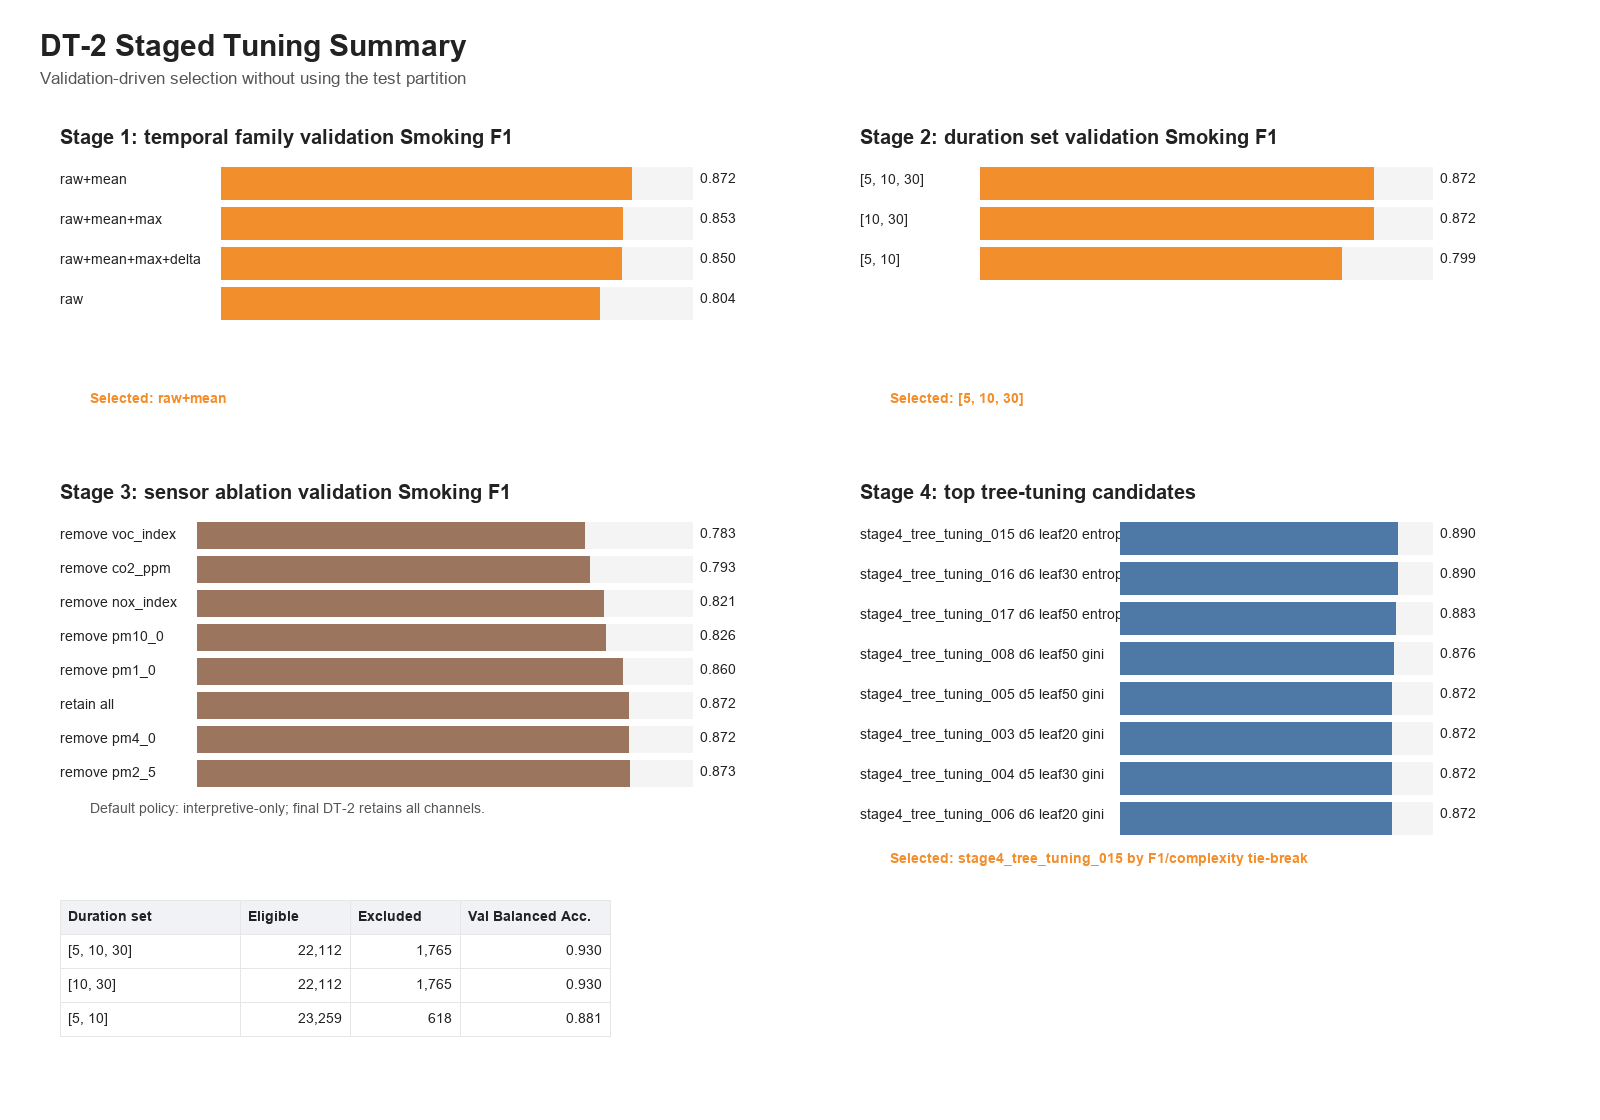 DT-2 Staged Tuning Summary
Validation-driven selection without using the test partition
Stage 1: temporal family validation Smoking F1
raw+mean 0.872
raw+mean+max 0.853
raw+mean+max+delta 0.850
raw 0.804
Selected: raw+mean
Stage 2: duration set validation Smoking F1
[5, 10, 30] 0.872
[10, 30] 0.872
[5, 10] 0.799
Selected: [5, 10, 30]
Stage 3: sensor ablation validation Smoking F1
remove voc_index 0.783
remove co2_ppm 0.793
remove nox_index 0.821
remove pm10_0 0.826
remove pm1_0 0.860
retain all 0.872
remove pm4_0 0.872
remove pm2_5 0.873
Default policy: interpretive-only; final DT-2 retains all channels.
Stage 4: top tree-tuning candidates
stage4_tree_tuning_015 d6 leaf20 entrop 0.890
stage4_tree_tuning_016 d6 leaf30 entrop 0.890
stage4_tree_tuning_017 d6 leaf50 entrop 0.883
stage4_tree_tuning_008 d6 leaf50 gini 0.876
stage4_tree_tuning_005 d5 leaf50 gini 0.872
stage4_tree_tuning_003 d5 leaf20 gini 0.872
stage4_tree_tuning_004 d5 leaf30 gini 0.872
stage4_tree_tuning_006 d6 leaf20 gini 0.872
Selected: stage4_tree_tuning_015 by F1/complexity tie-break
Duration set Eligible Excluded Val Balanced Acc.
[5, 10, 30] 22,112 1,765 0.930
[10, 30] 22,112 1,765 0.930
[5, 10] 23,259 618 0.881